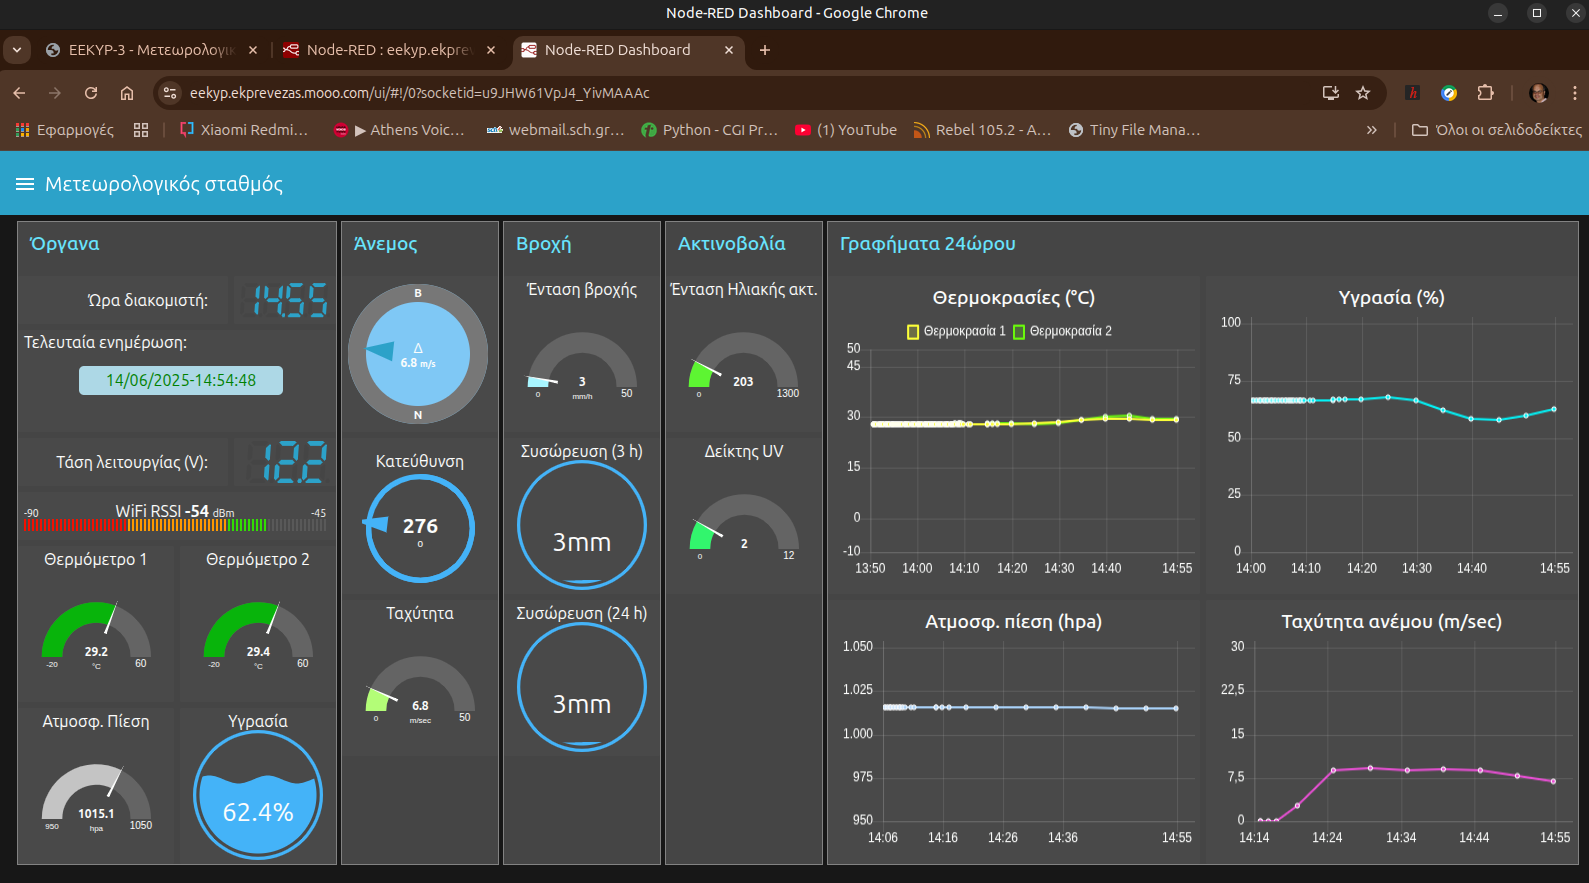 Node-RED Dashboard - Google Chrome
EEKYP-3 - Μετεωρολογικ
Node-RED : eekyp.ekprev
Node-RED Dashboard
eekyp.ekprevezas.mooo.com/ui/#!/0?socketid=u9JHW61VpJ4_YivMAAAc
Εφαρμογές
Xiaomi Redmi…
▶ Athens Voic…
webmail.sch.gr…
Python - CGI Pr…
(1) YouTube
Rebel 105.2 - A…
Tiny File Mana…
»
Όλοι οι σελιδοδείκτες
Μετεωρολογικός σταθμός
Όργανα
Ώρα διακομιστή:
14:55
Τελευταία ενημέρωση:
14/06/2025-14:54:48
Τάση λειτουργίας (V):
12.2
-90
WiFi RSSI -54 dBm
-45
Θερμόμετρο 1
29.2
°C
-20
60
Θερμόμετρο 2
29.4
°C
-20
60
Ατμοσφ. Πίεση
1015.1
hpa
950
1050
Υγρασία
62.4%
Άνεμος
Β
Δ
6.8 m/s
Ν
Κατεύθυνση
276
0
Ταχύτητα
6.8
m/sec
0
50
Βροχή
Ένταση βροχής
3
mm/h
0
50
Συσώρευση (3 h)
3mm
Συσώρευση (24 h)
3mm
Ακτινοβολία
Ένταση Ηλιακής ακτ.
203
0
1300
Δείκτης UV
2
0
12
Γραφήματα 24ώρου
Θερμοκρασίες (°C)
Θερμοκρασία 1
Θερμοκρασία 2
50
45
30
15
0
-10
13:50
14:00
14:10
14:20
14:30
14:40
14:55
Υγρασία (%)
100
75
50
25
0
14:00
14:10
14:20
14:30
14:40
14:55
Ατμοσφ. πίεση (hpa)
1.050
1.025
1.000
975
950
14:06
14:16
14:26
14:36
14:55
Ταχύτητα ανέμου (m/sec)
30
22,5
15
7,5
0
14:14
14:24
14:34
14:44
14:55